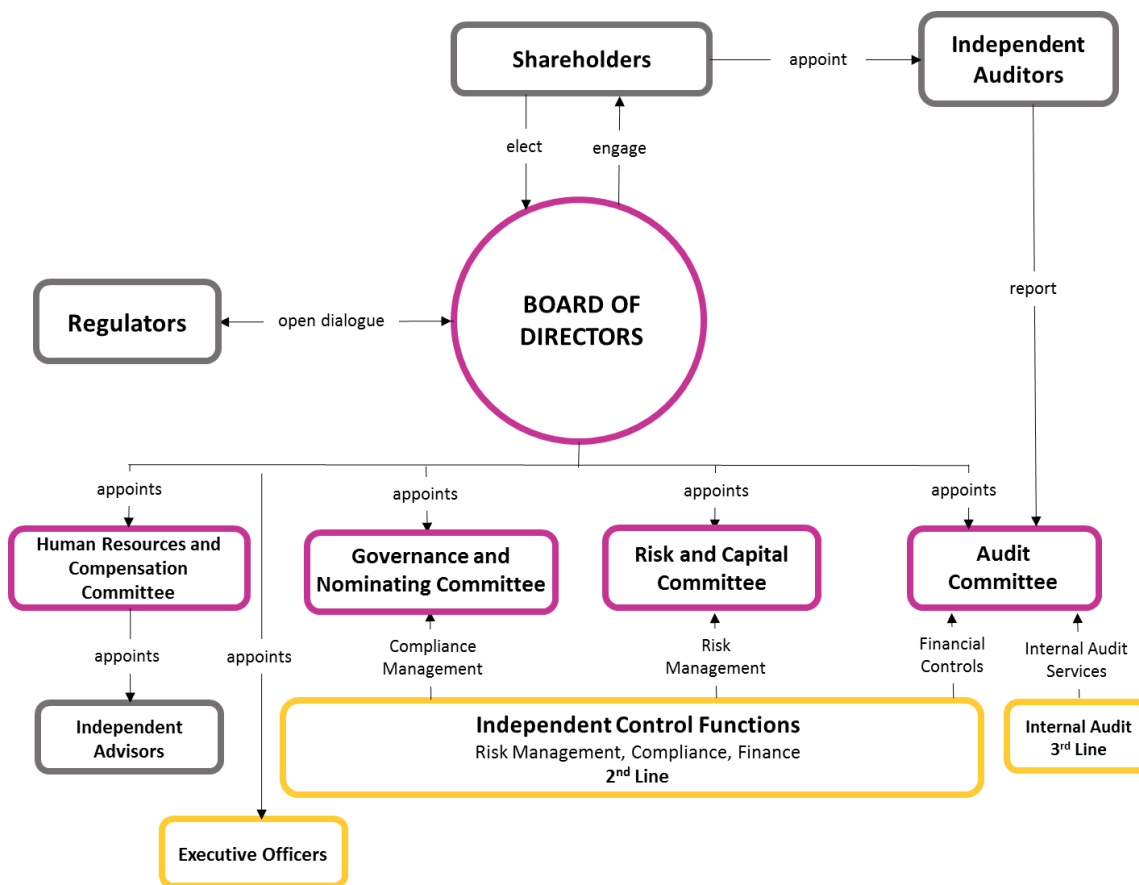 Shareholders
appoint
Independent
Auditors
elect
engage
report
Regulators
open dialogue
BOARD OF
DIRECTORS
appoints
appoints
appoints
appoints
Human Resources and
Compensation
Committee
Governance and
Nominating Committee
Risk and Capital
Committee
Audit
Committee
appoints
appoints
Compliance
Management
Risk
Management
Financial
Controls
Internal Audit
Services
Independent
Advisors
Independent Control Functions
Risk Management, Compliance, Finance
2nd Line
Internal Audit
3rd Line
Executive Officers